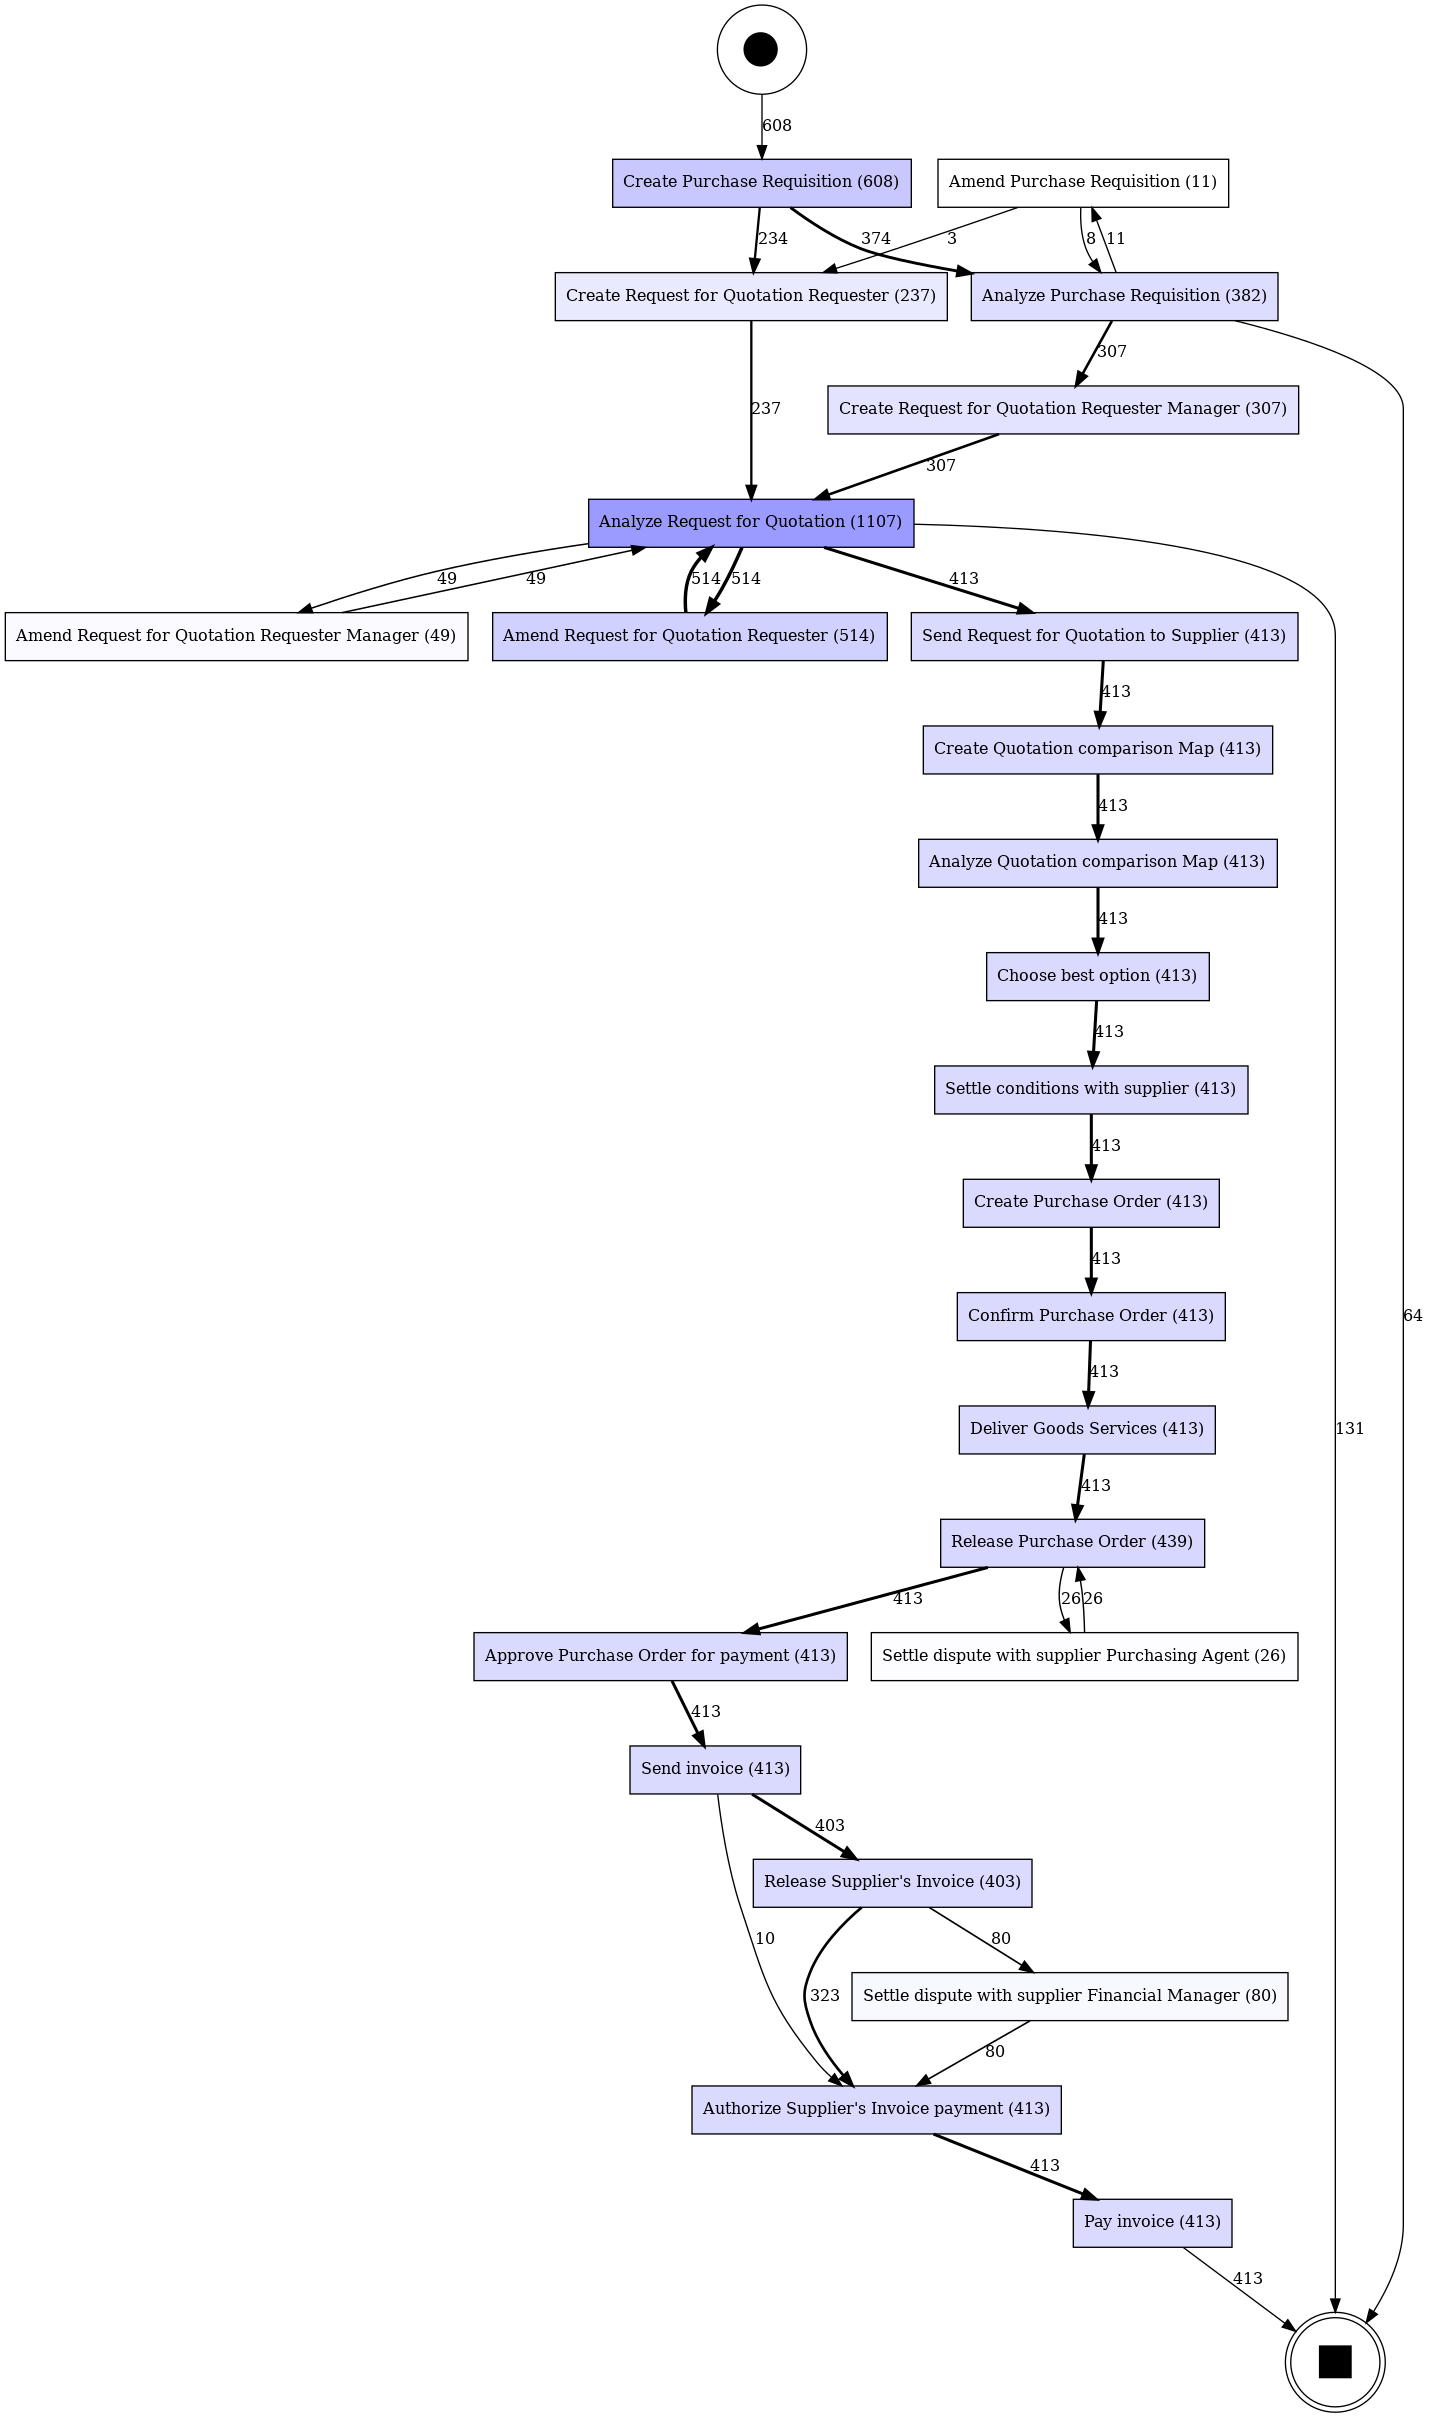 608
Create Purchase Requisition (608)
Amend Purchase Requisition (11)
234
374
3
8
11
Create Request for Quotation Requester (237)
Analyze Purchase Requisition (382)
307
Create Request for Quotation Requester Manager (307)
237
307
Analyze Request for Quotation (1107)
49
49
514
514
413
Amend Request for Quotation Requester Manager (49)
Amend Request for Quotation Requester (514)
Send Request for Quotation to Supplier (413)
413
Create Quotation comparison Map (413)
413
Analyze Quotation comparison Map (413)
413
Choose best option (413)
413
Settle conditions with supplier (413)
413
Create Purchase Order (413)
413
Confirm Purchase Order (413)
64
413
Deliver Goods Services (413)
131
413
Release Purchase Order (439)
413
26
26
Approve Purchase Order for payment (413)
Settle dispute with supplier Purchasing Agent (26)
413
Send invoice (413)
403
Release Supplier's Invoice (403)
10
80
323
Settle dispute with supplier Financial Manager (80)
80
Authorize Supplier's Invoice payment (413)
413
Pay invoice (413)
413